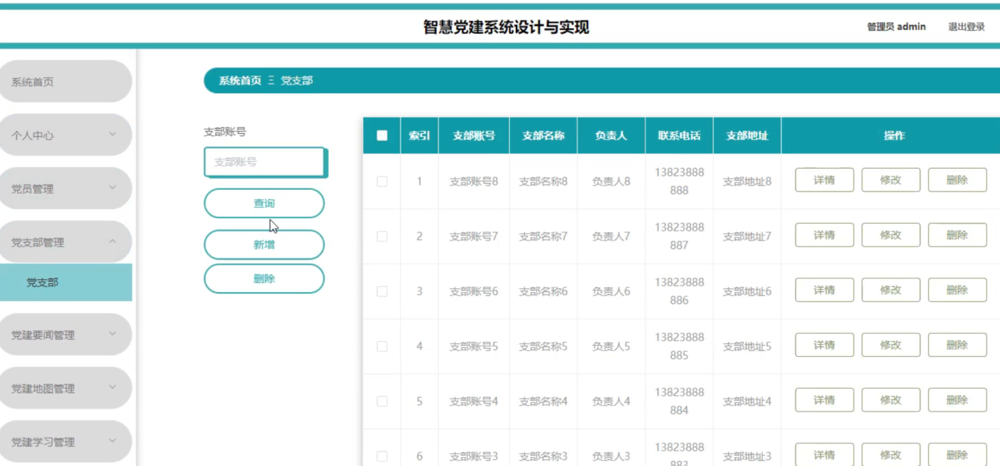 智慧党建系统设计与实现
管理员 admin
退出登录
系统首页
个人中心
党员管理
党支部管理
党支部
党建要闻管理
党建地图管理
党建学习管理
系统首页 Ξ 党支部
支部账号
支部账号
查询
新增
删除
索引 支部账号 支部名称 负责人 联系电话 支部地址 操作
1 支部账号8 支部名称8 负责人8 13823888888 支部地址8 详情 修改 删除
2 支部账号7 支部名称7 负责人7 13823888887 支部地址7 详情 修改 删除
3 支部账号6 支部名称6 负责人6 13823888886 支部地址6 详情 修改 删除
4 支部账号5 支部名称5 负责人5 13823888885 支部地址5 详情 修改 删除
5 支部账号4 支部名称4 负责人4 13823888884 支部地址4 详情 修改 删除
6 支部账号3 支部名称3 负责人3 13823888883 支部地址3 详情 修改 删除